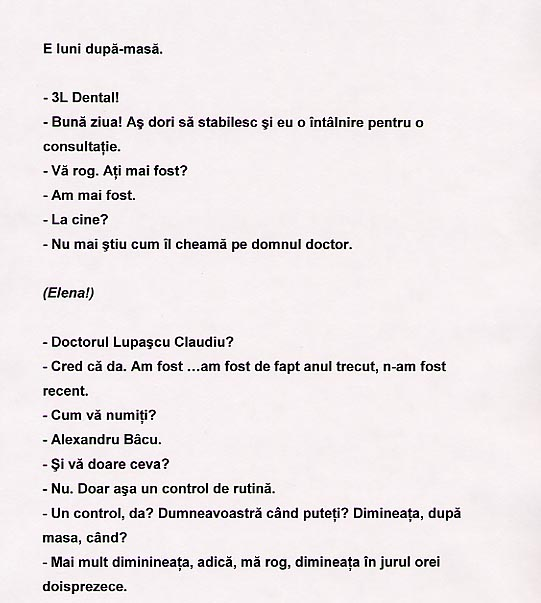 E luni după-masă.
- 3L Dental!
- Bună ziua! Aş dori să stabilesc şi eu o întâlnire pentru o
consultaţie.
- Vă rog. Aţi mai fost?
- Am mai fost.
- La cine?
- Nu mai ştiu cum îl cheamă pe domnul doctor.
(Elena!)
- Doctorul Lupaşcu Claudiu?
- Cred că da. Am fost ...am fost de fapt anul trecut, n-am fost
recent.
- Cum vă numiţi?
- Alexandru Bâcu.
- Şi vă doare ceva?
- Nu. Doar aşa un control de rutină.
- Un control, da? Dumneavoastră când puteţi? Dimineaţa, după
masa, când?
- Mai mult diminineaţa, adică, mă rog, dimineaţa în jurul orei
doisprezece.